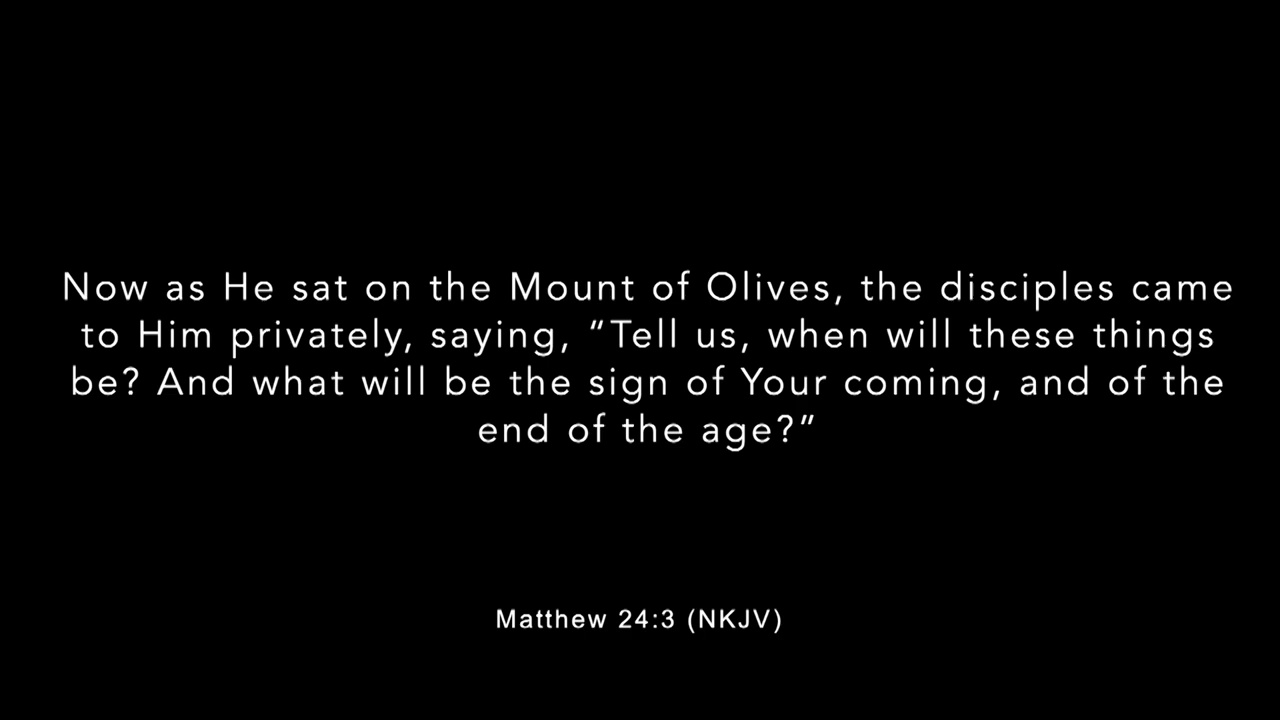 Now as He sat on the Mount of Olives, the disciples came
to Him privately, saying, “Tell us, when will these things
be? And what will be the sign of Your coming, and of the
end of the age?”
Matthew 24:3 (NKJV)